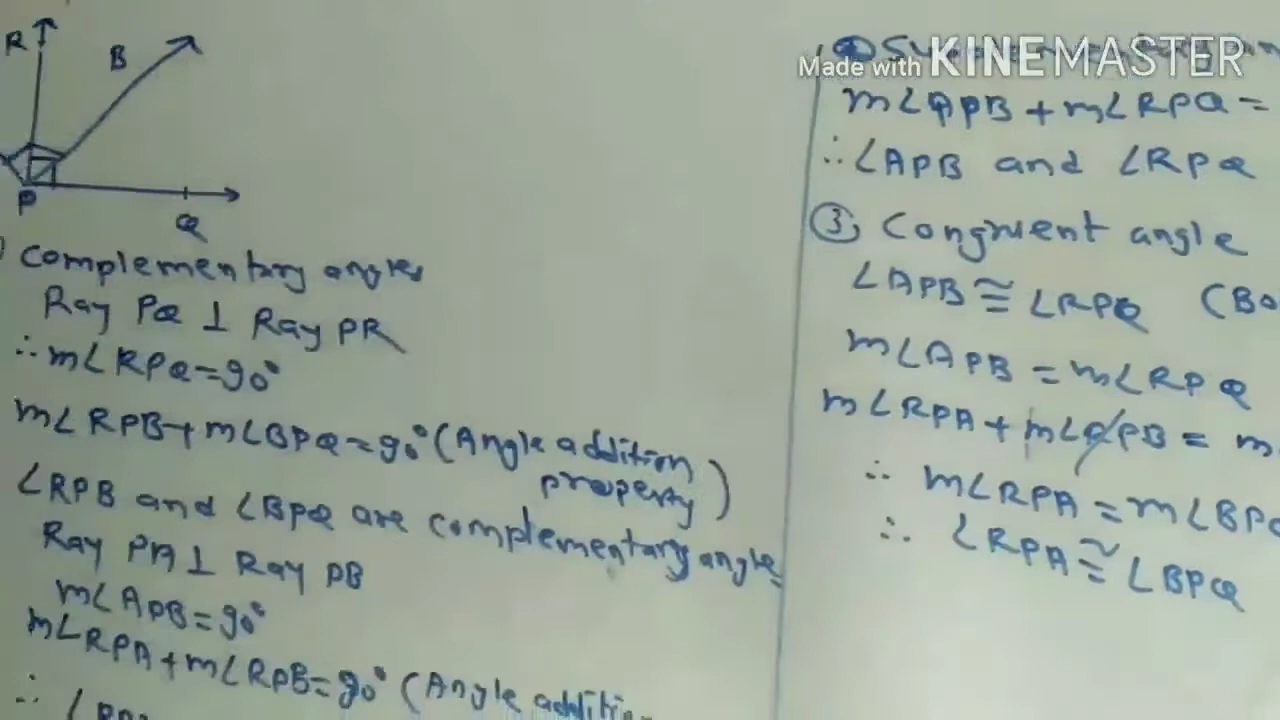 R
B
P
Q
complementary angles
Ray PQ ⊥ Ray PR
∴ m∠RPQ=90°
m∠RPB+m∠BPQ=90° (Angle addition
property)
∠RPB and ∠BPQ are complementary angles
Ray PA ⊥ Ray PB
m∠APB=90°
m∠RPA+m∠RPB=90° (Angle additi
∴
Made with KINEMASTER
m∠APB+m∠RPQ=
∴ ∠APB and ∠RPQ
③ Congruent angle
∠APB ≅ ∠RPQ (Bo
m∠APB = m∠RPQ
m∠RPA + = m
∴ m∠RPA = m∠BPQ
∴ ∠RPA ≅ ∠BPQ